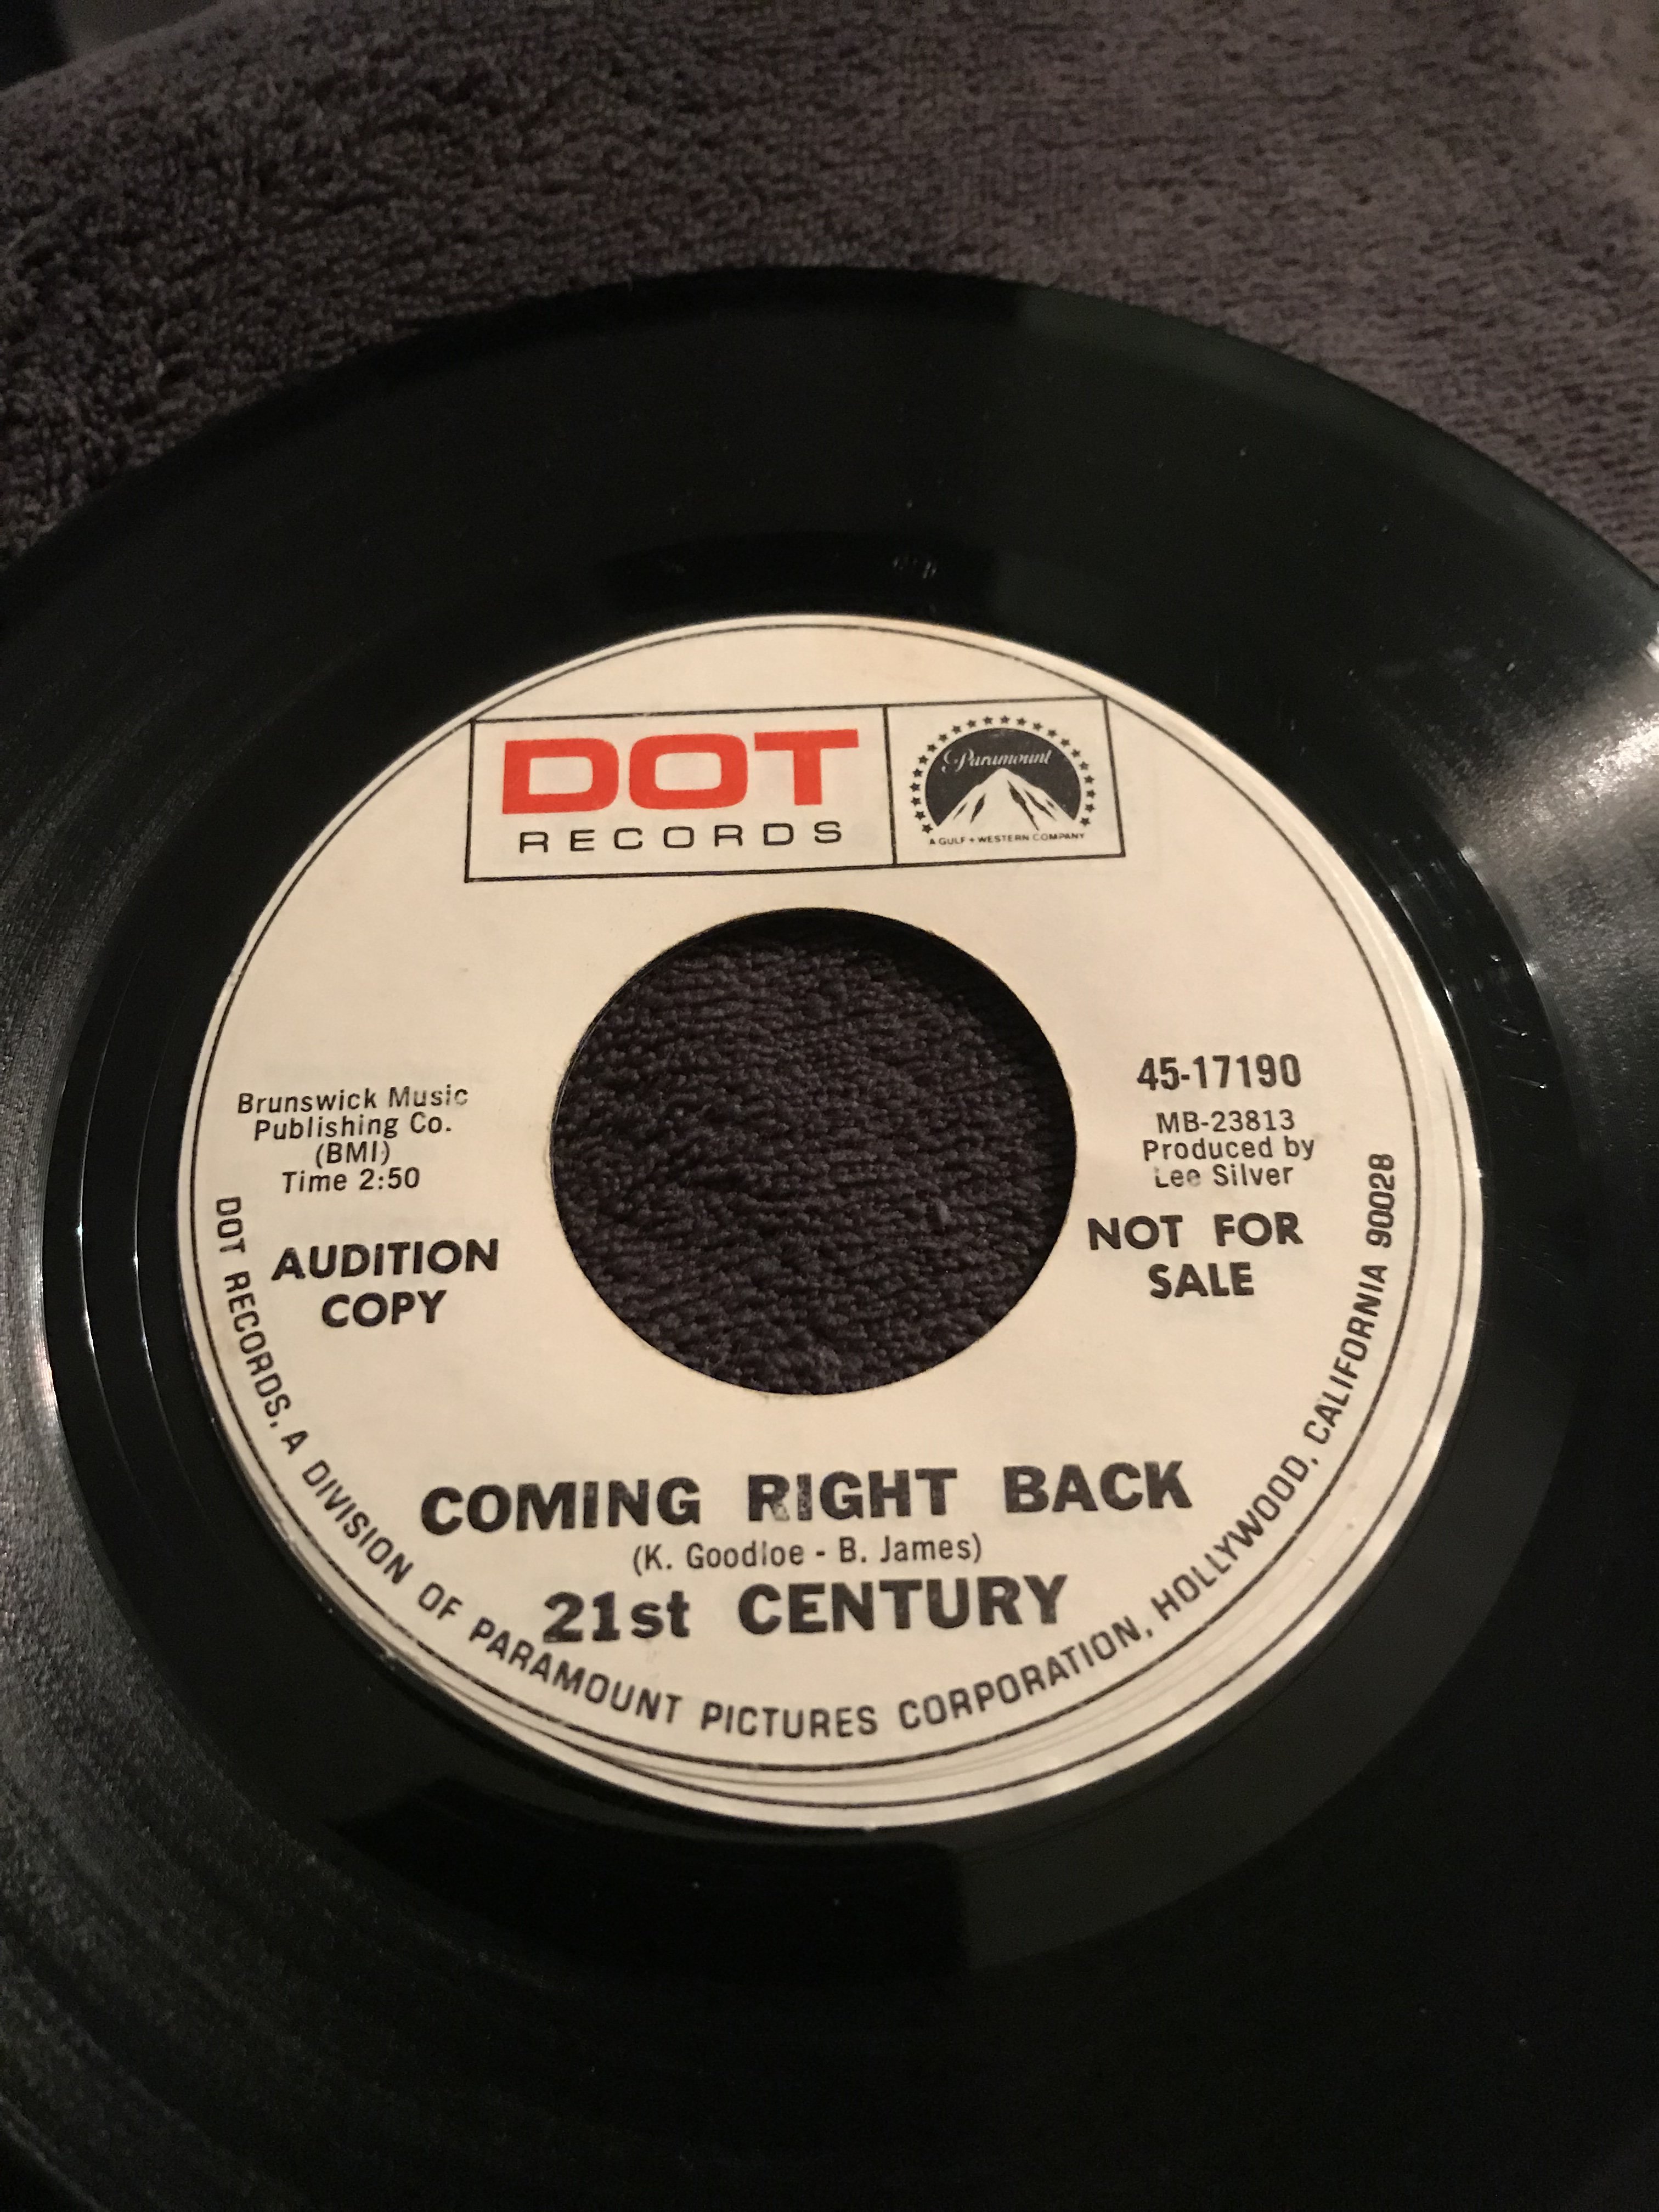 DOT
RECORDS
Paramount
A GULF + WESTERN COMPANY
Brunswick Music
Publishing Co.
(BMI)
Time 2:50
AUDITION
COPY
45-17190
MB-23813
Produced by
Lee Silver
NOT FOR
SALE
COMING RIGHT BACK
(K. Goodloe - B. James)
21st CENTURY
DOT RECORDS, A DIVISION OF PARAMOUNT PICTURES CORPORATION, HOLLYWOOD, CALIFORNIA 90028